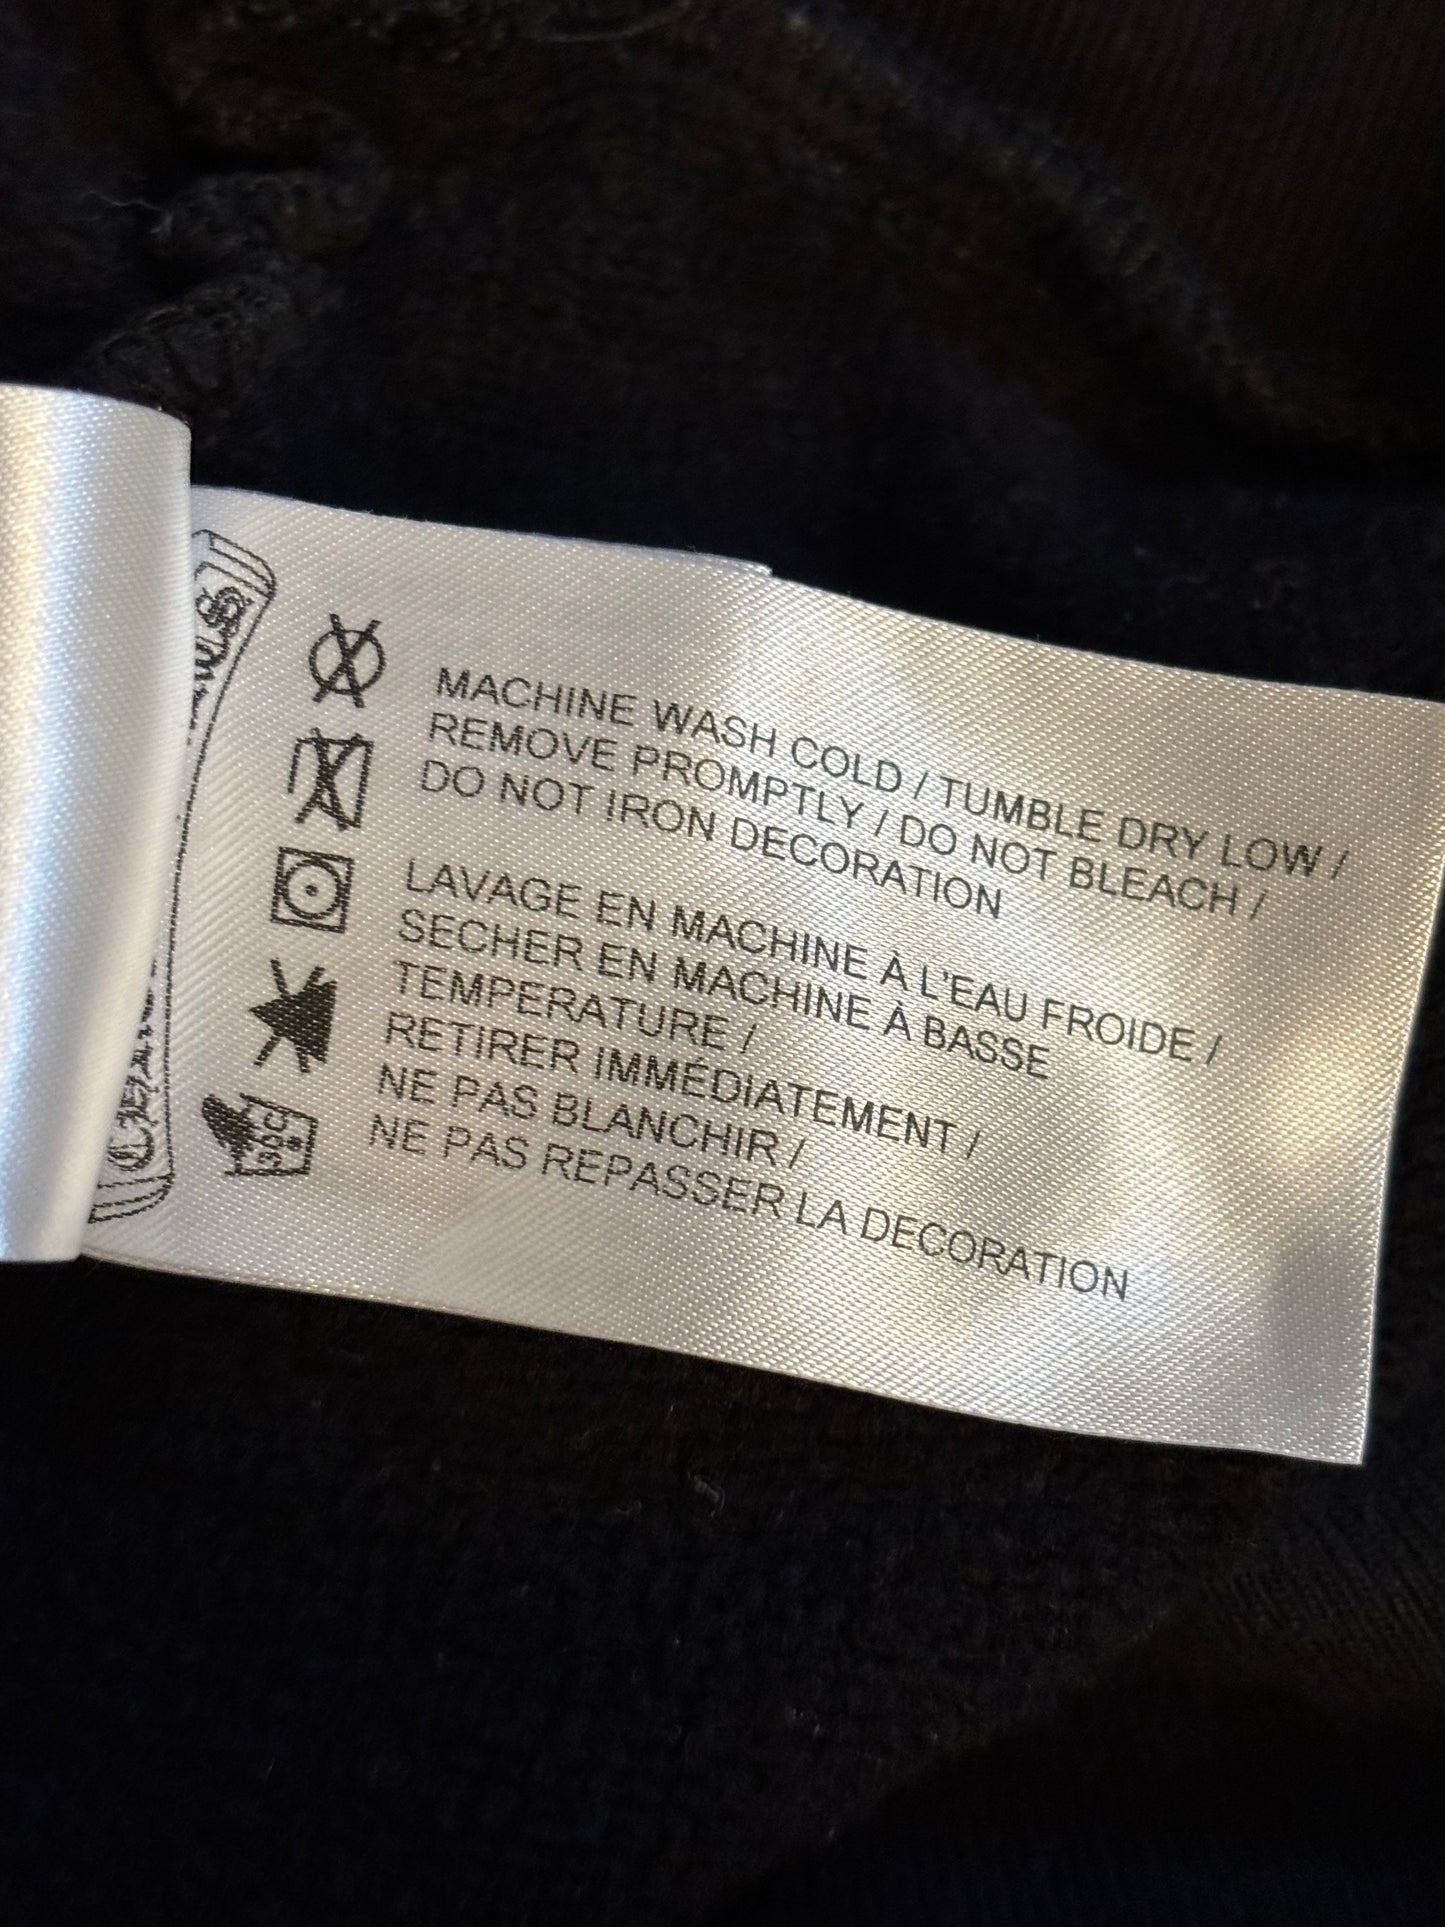 MACHINE WASH COLD / TUMBLE DRY LOW /
REMOVE PROMPTLY / DO NOT BLEACH /
DO NOT IRON DECORATION
LAVAGE EN MACHINE À L'EAU FROIDE /
SECHER EN MACHINE À BASSE
TEMPERATURE /
RETIRER IMMÉDIATEMENT /
NE PAS BLANCHIR /
NE PAS REPASSER LA DECORATION
A
30C